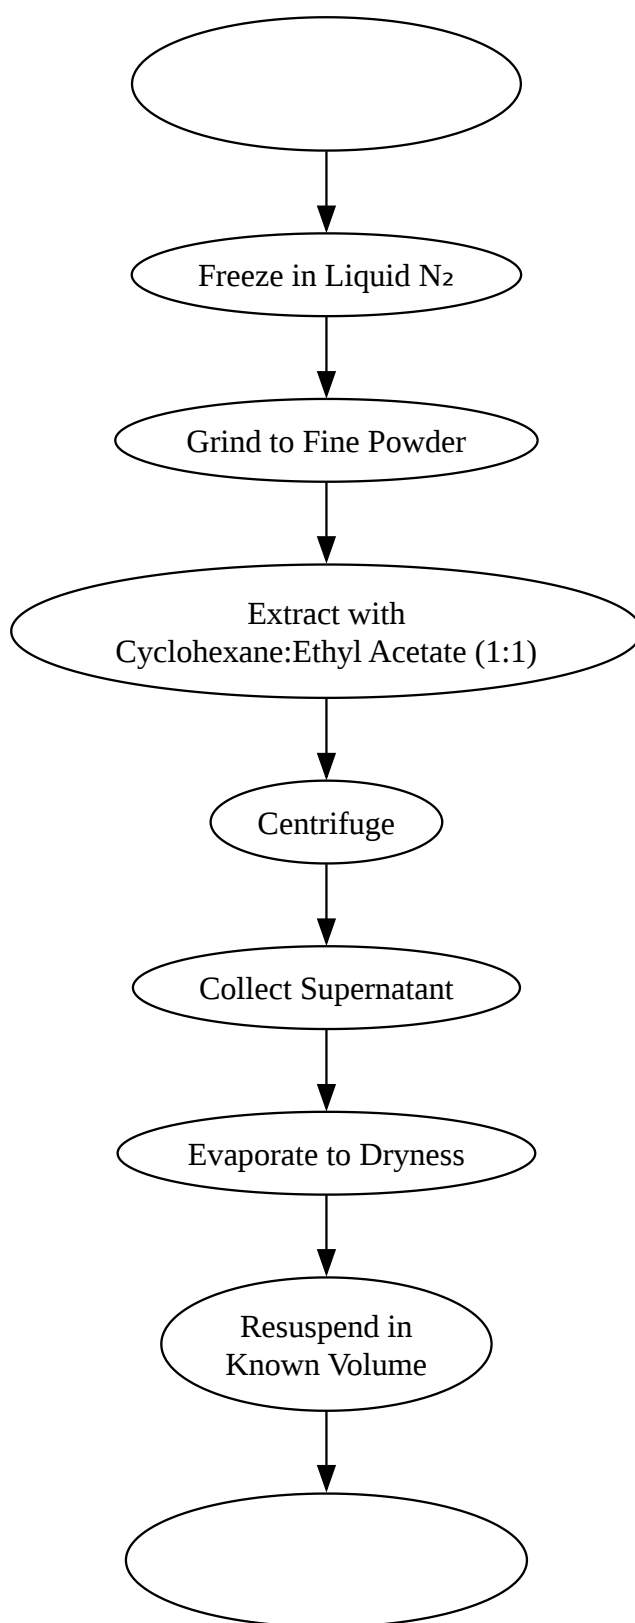 Freeze in Liquid N₂
Grind to Fine Powder
Extract with
Cyclohexane:Ethyl Acetate (1:1)
Centrifuge
Collect Supernatant
Evaporate to Dryness
Resuspend in
Known Volume